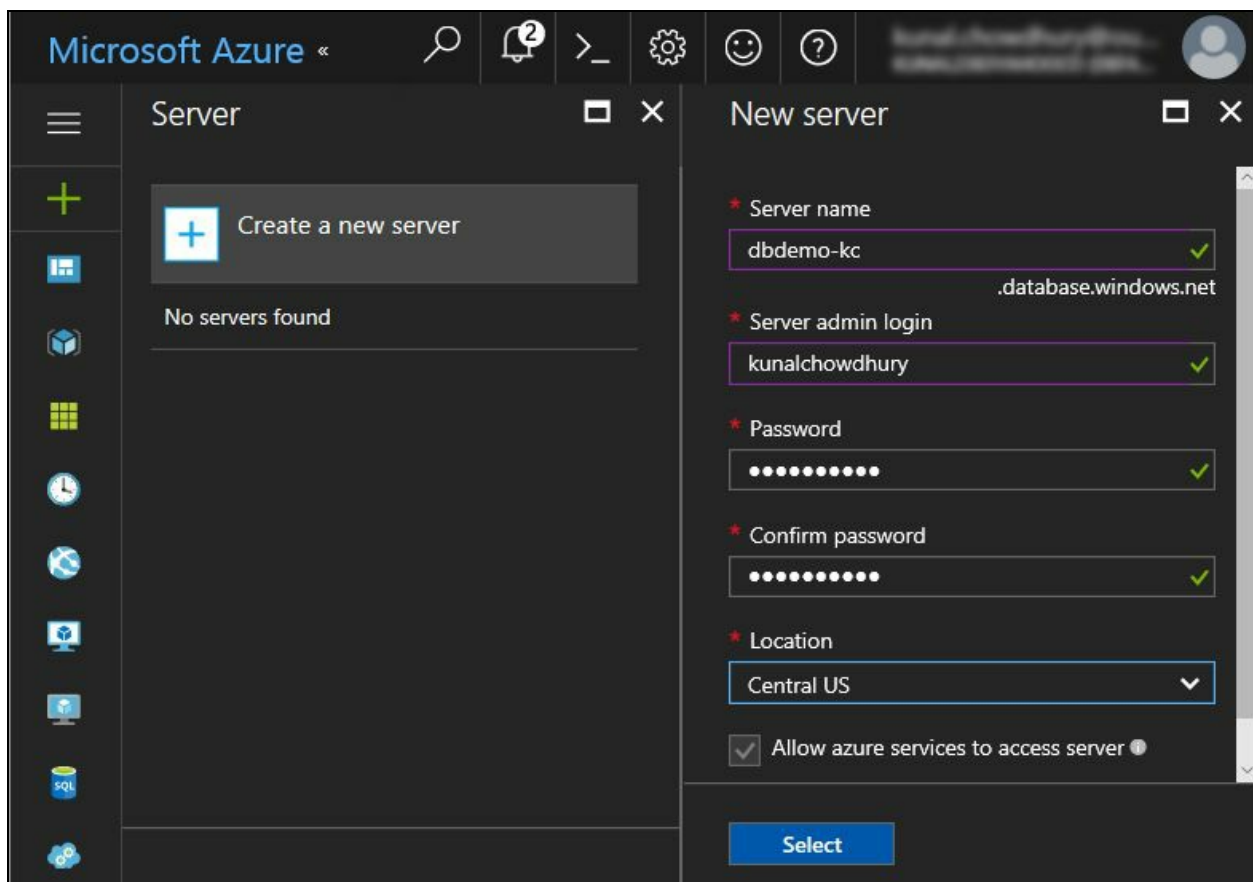 Microsoft Azure «
2
>_
?
Server
New server
Create a new server
No servers found
* Server name
dbdemo-kc
.database.windows.net
* Server admin login
kunalchowdhury
* Password
••••••••••
* Confirm password
••••••••••
* Location
Central US
Allow azure services to access server
SQL
Select